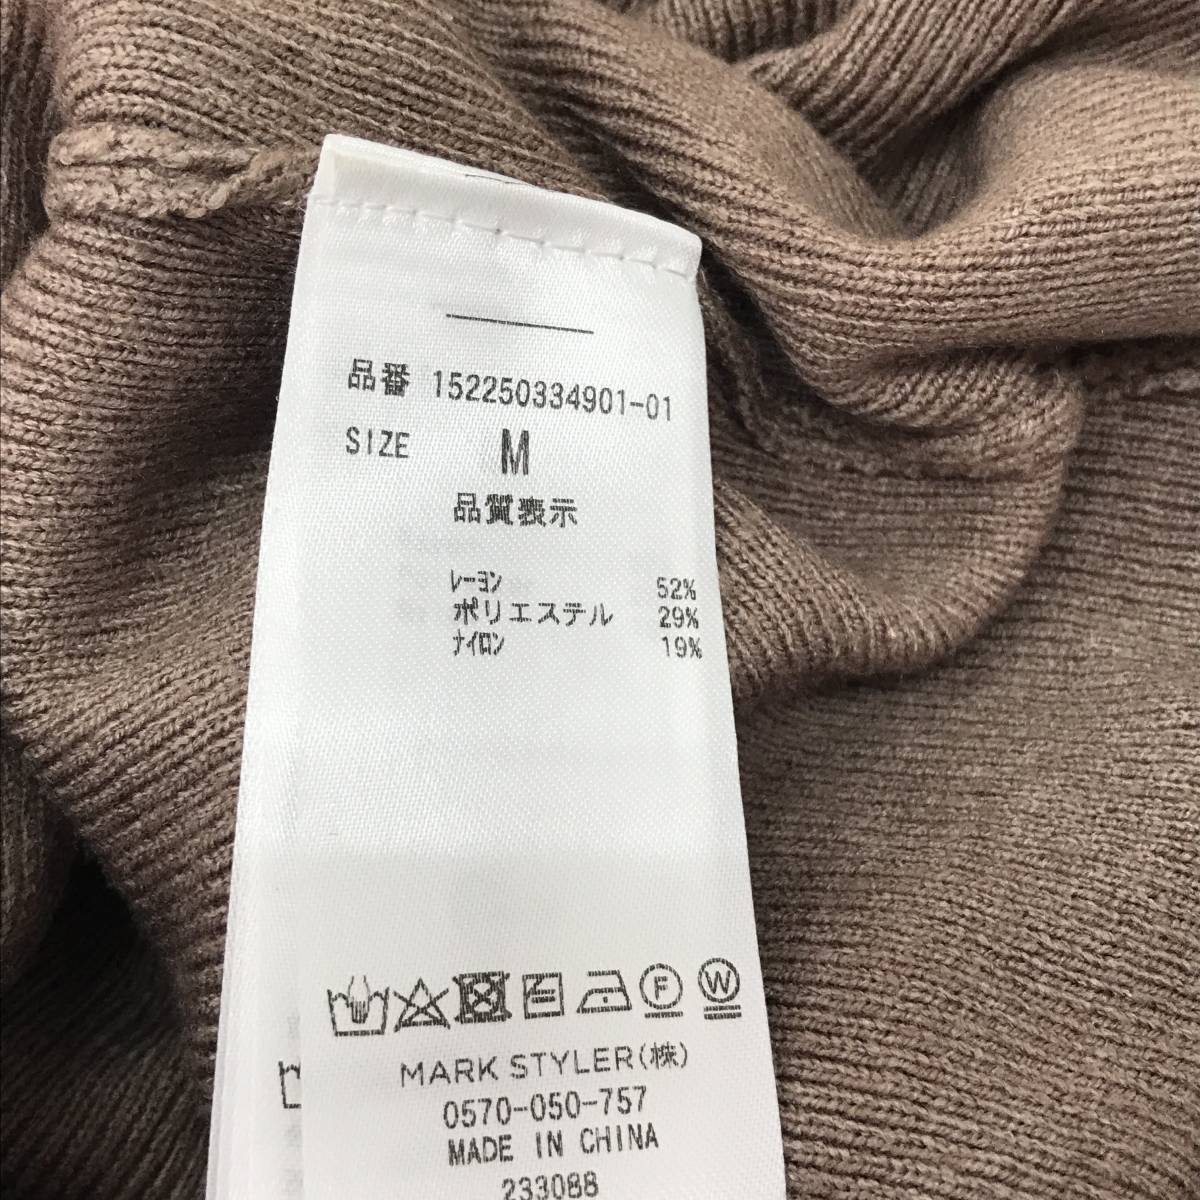 品番 152250334901-01
SIZE M
品質表示
レーヨン 52%
ポリエステル 29%
ナイロン 19%
F W
MARK STYLER(株)
0570-050-757
MADE IN CHINA
233088